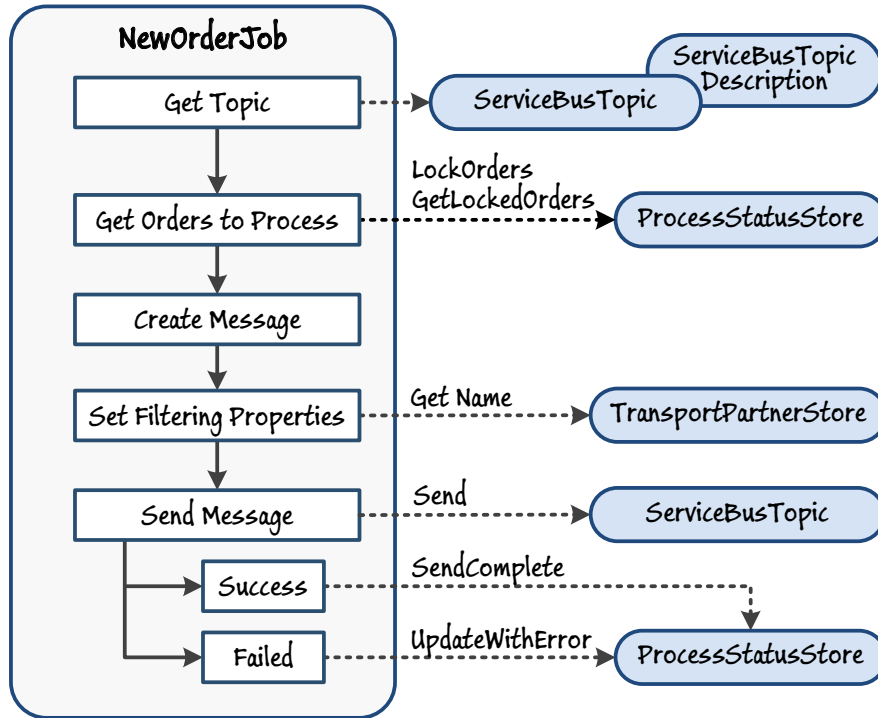 NewOrderJob
Get Topic
ServiceBusTopic
ServiceBusTopic
Description
Get Orders to Process
LockOrders
GetLockedOrders
ProcessStatusStore
Create Message
Set Filtering Properties
Get Name
TransportPartnerStore
Send Message
Send
ServiceBusTopic
Success
SendComplete
Failed
UpdateWithError
ProcessStatusStore